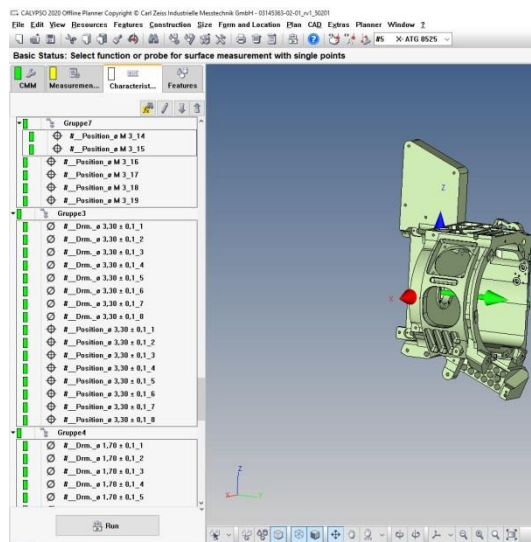 CALYPSO 2020 Offline Planner Copyright © Carl Zeiss Industrielle Messtechnik GmbH - 03145363-02-01_rv1_50201
File Edit View Resources Features Construction Size Form and Location Plan CAD Extras Planner Window ?
#5 X- ATG 0525
Basic Status: Select function or probe for surface measurement with single points
CMM Measuremen... Characterist... Features
Gruppe7
#__Position_ø M 3_14
#__Position_ø M 3_15
#__Position_ø M 3_16
#__Position_ø M 3_17
#__Position_ø M 3_18
#__Position_ø M 3_19
Gruppe3
#__Drm._ø 3,30 ± 0,1_1
#__Drm._ø 3,30 ± 0,1_2
#__Drm._ø 3,30 ± 0,1_3
#__Drm._ø 3,30 ± 0,1_4
#__Drm._ø 3,30 ± 0,1_5
#__Drm._ø 3,30 ± 0,1_6
#__Drm._ø 3,30 ± 0,1_7
#__Drm._ø 3,30 ± 0,1_8
#__Position_ø 3,30 ± 0,1_1
#__Position_ø 3,30 ± 0,1_2
#__Position_ø 3,30 ± 0,1_3
#__Position_ø 3,30 ± 0,1_4
#__Position_ø 3,30 ± 0,1_5
#__Position_ø 3,30 ± 0,1_6
#__Position_ø 3,30 ± 0,1_7
#__Position_ø 3,30 ± 0,1_8
Gruppe4
#__Drm._ø 1,70 ± 0,1_1
#__Drm._ø 1,70 ± 0,1_2
#__Drm._ø 1,70 ± 0,1_3
#__Drm._ø 1,70 ± 0,1_4
#__Drm._ø 1,70 ± 0,1_5
Run
Z
X
Z
X
Y